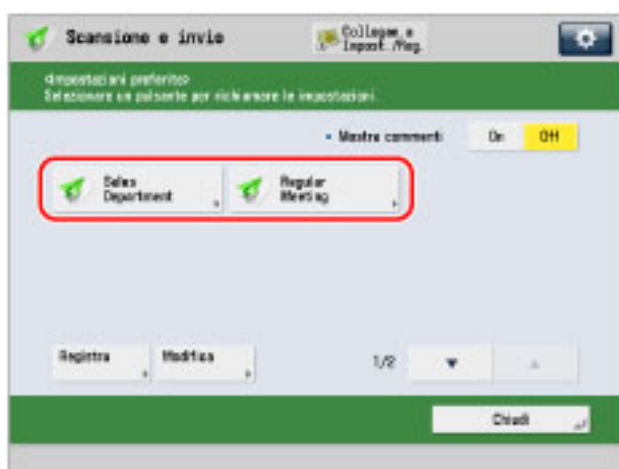 Scansione e invio
Collegam. a
Impost./Reg.
<Impostazioni preferite>
Selezionare un pulsante per richiamare le impostazioni.
Mostra commenti
On
Off
Sales
Department
Regular
Meeting
Registra
Modifica
1/2
Chiudi